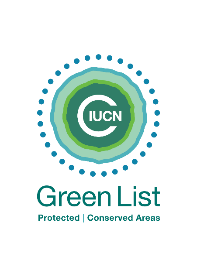 IUCN
Green List
Protected | Conserved Areas